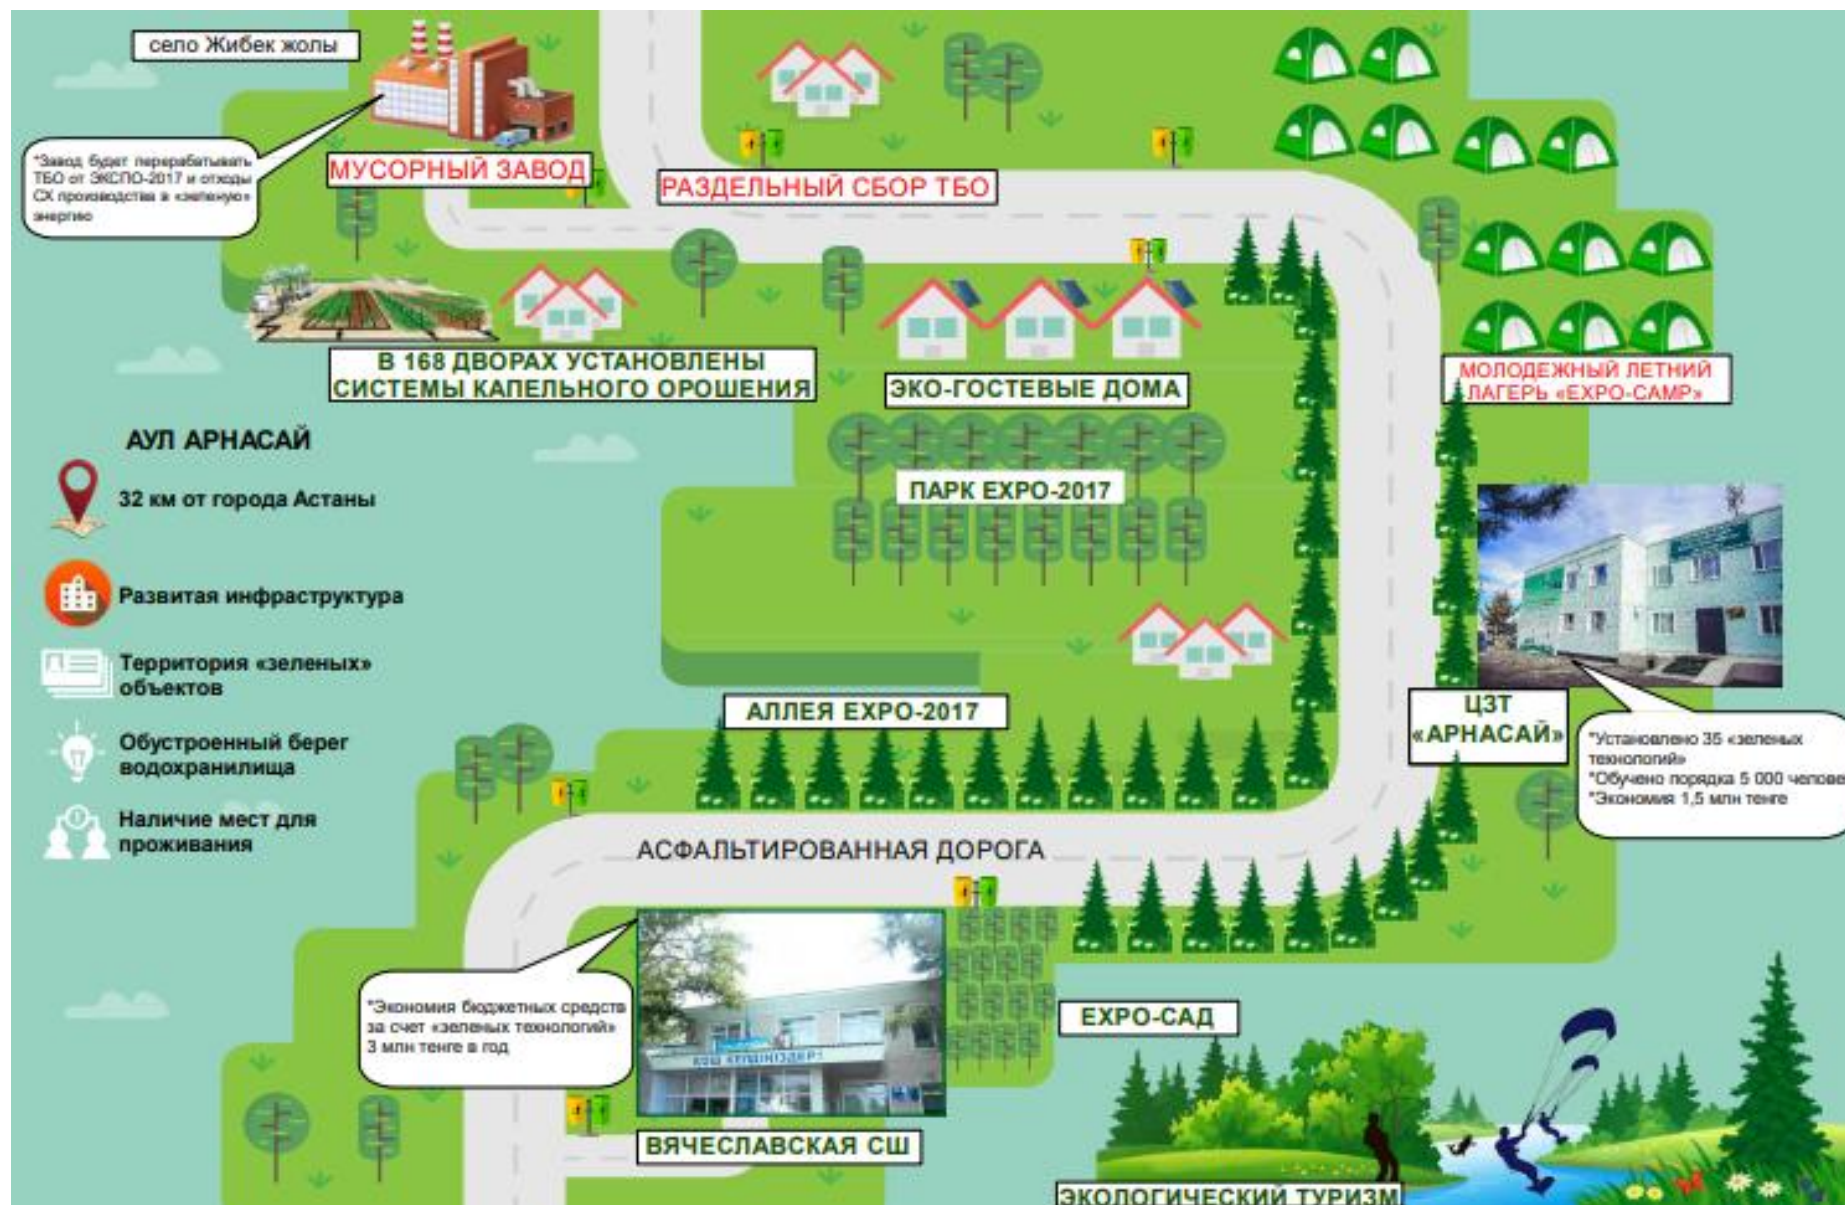 село Жибек жолы
*Завод будет перерабатывать
ТБО от ЭКСПО-2017 и отходы
СХ производства в «зеленую»
энергию
МУСОРНЫЙ ЗАВОД
РАЗДЕЛЬНЫЙ СБОР ТБО
В 168 ДВОРАХ УСТАНОВЛЕНЫ
СИСТЕМЫ КАПЕЛЬНОГО ОРОШЕНИЯ
ЭКО-ГОСТЕВЫЕ ДОМА
МОЛОДЕЖНЫЙ ЛЕТНИЙ
ЛАГЕРЬ «EXPO-CAMP»
АУЛ АРНАСАЙ
32 км от города Астаны
Развитая инфраструктура
Территория «зеленых»
объектов
Обустроенный берег
водохранилища
Наличие мест для
проживания
ПАРК EXPO-2017
АЛЛЕЯ EXPO-2017
ЦЗТ
«АРНАСАЙ»
*Установлено 35 «зеленых
технологий»
*Обучено порядка 5 000 челове
*Экономия 1,5 млн тенге
АСФАЛЬТИРОВАННАЯ ДОРОГА
*Экономия бюджетных средств
за счет «зеленых технологий»
3 млн тенге в год
ҚОШ КЕЛІҢІЗДЕР!
EXPO-САД
ВЯЧЕСЛАВСКАЯ СШ
ЭКОЛОГИЧЕСКИЙ ТУРИЗМ